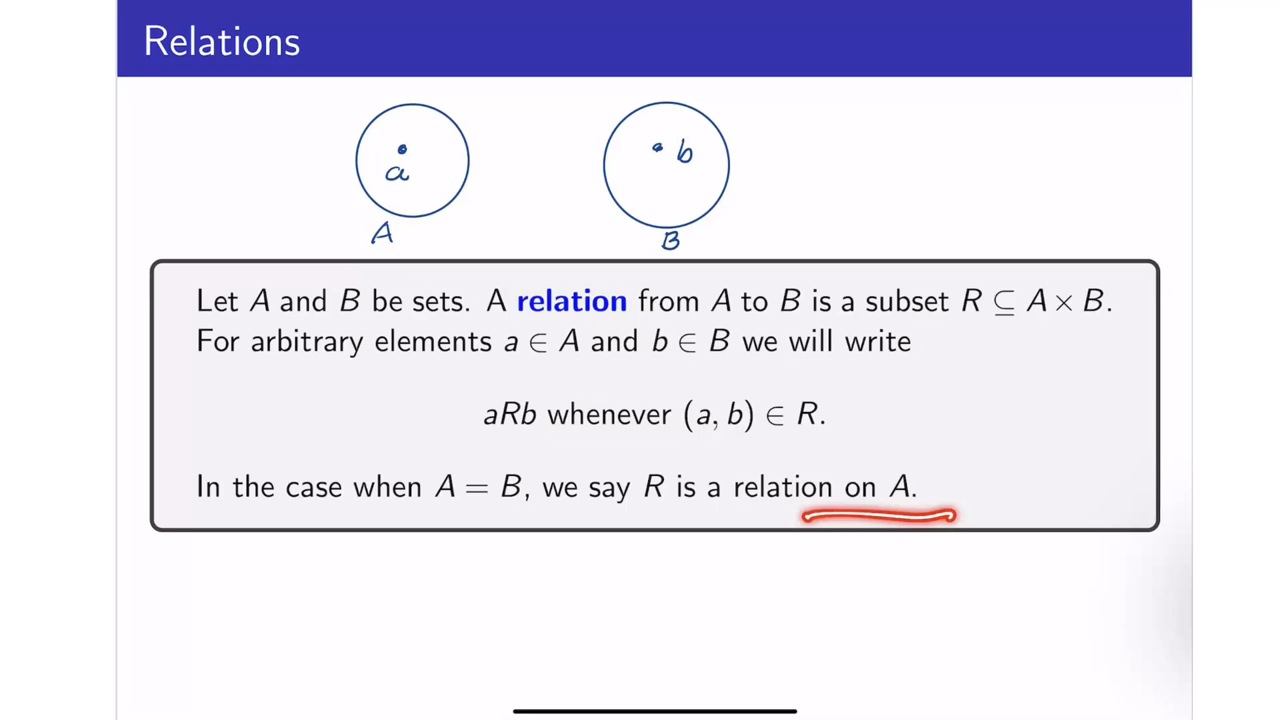 Relations
a
b
A
B
Let A and B be sets. A relation from A to B is a subset R ⊆ A × B.
For arbitrary elements a ∈ A and b ∈ B we will write
aRb whenever (a, b) ∈ R.
In the case when A = B, we say R is a relation on A.